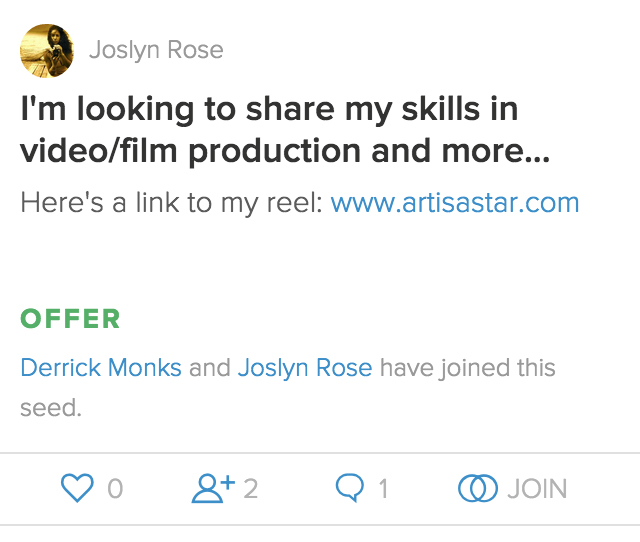 Joslyn Rose
I'm looking to share my skills in
video/film production and more...
Here's a link to my reel: www.artisastar.com
OFFER
Derrick Monks and Joslyn Rose have joined this
seed.
0 2 1 JOIN